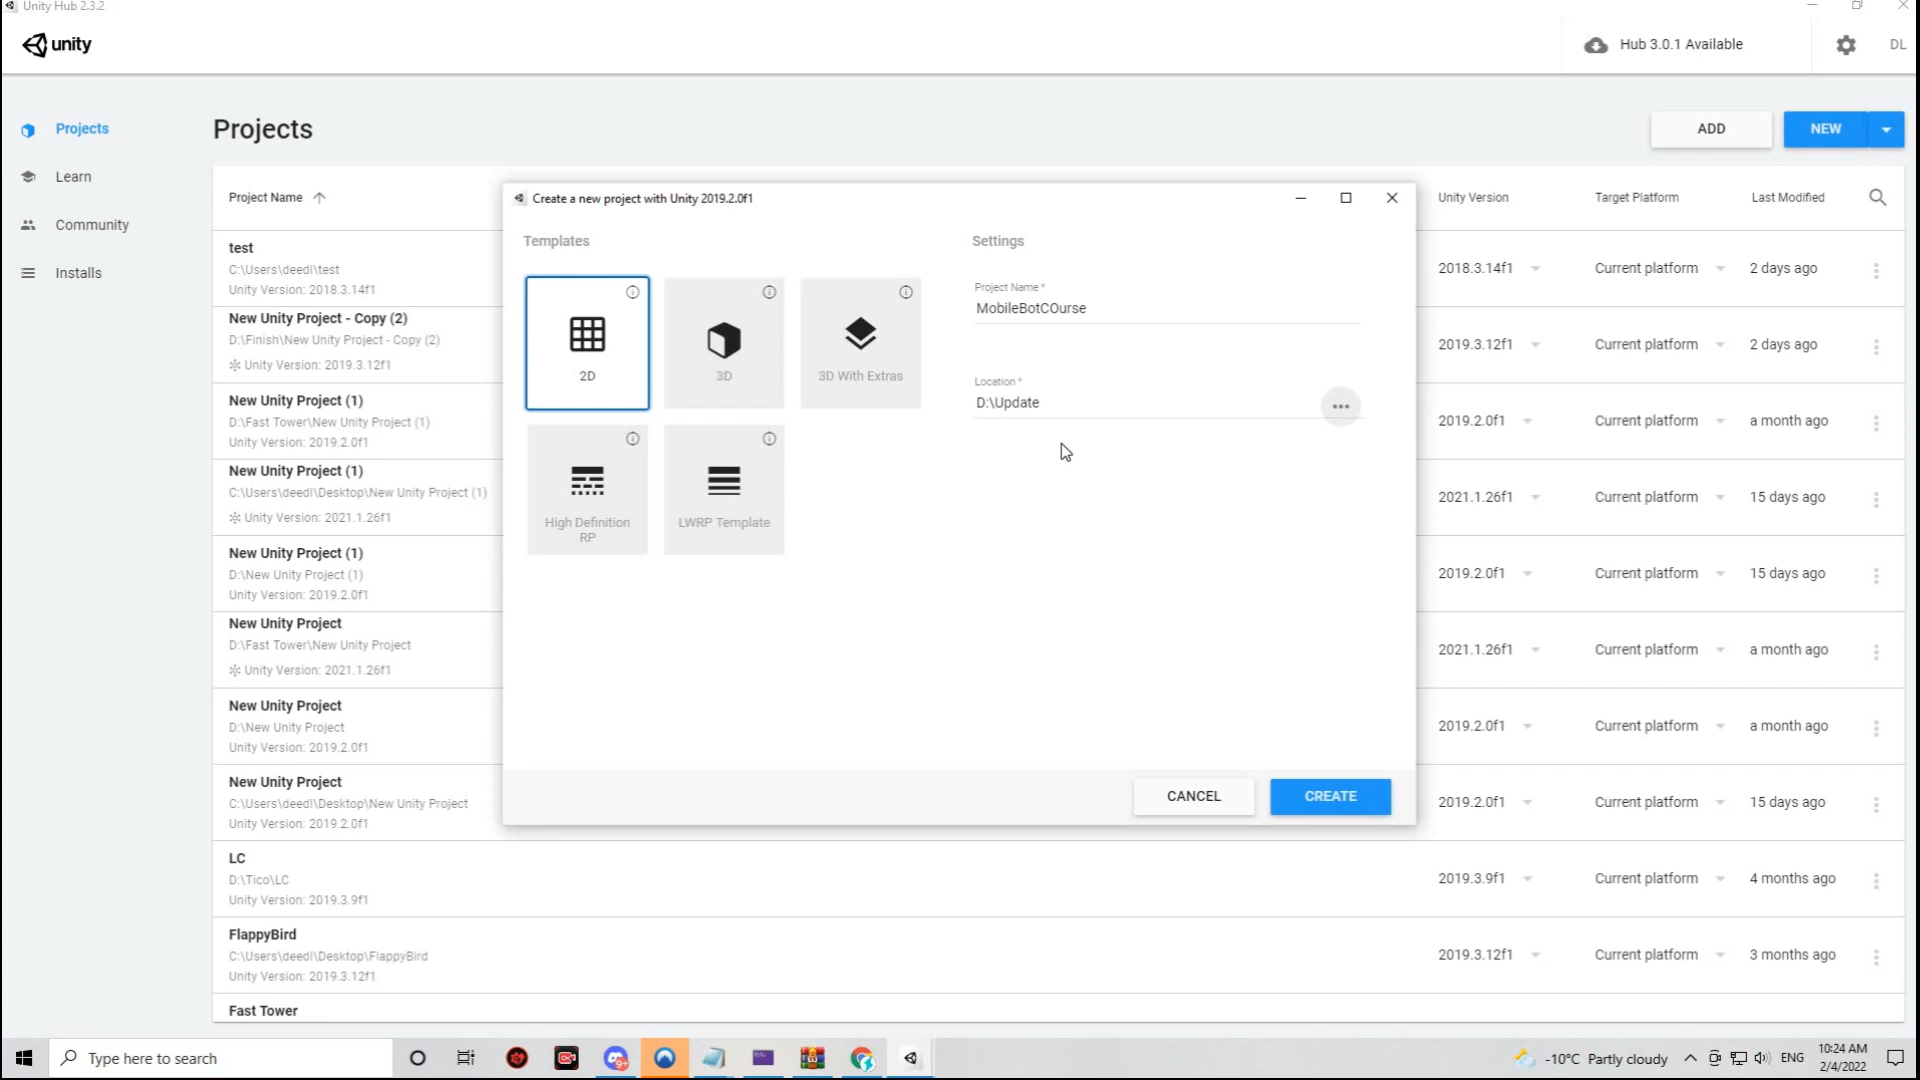 Unity Hub 2.3.2
unity
Hub 3.0.1 Available
DL
Projects
Learn
Community
Installs
Projects
ADD
NEW
Project Name
Unity Version
Target Platform
Last Modified
test
C:\Users\deedl\test
Unity Version: 2018.3.14f1
2018.3.14f1
Current platform
2 days ago
New Unity Project - Copy (2)
D:\Finish\New Unity Project - Copy (2)
Unity Version: 2019.3.12f1
2019.3.12f1
Current platform
2 days ago
New Unity Project (1)
D:\Fast Tower\New Unity Project (1)
Unity Version: 2019.2.0f1
2019.2.0f1
Current platform
a month ago
New Unity Project (1)
C:\Users\deedl\Desktop\New Unity Project (1)
Unity Version: 2021.1.26f1
2021.1.26f1
Current platform
15 days ago
New Unity Project (1)
D:\New Unity Project (1)
Unity Version: 2019.2.0f1
2019.2.0f1
Current platform
15 days ago
New Unity Project
D:\Fast Tower\New Unity Project
Unity Version: 2021.1.26f1
2021.1.26f1
Current platform
a month ago
New Unity Project
D:\New Unity Project
Unity Version: 2019.2.0f1
2019.2.0f1
Current platform
a month ago
New Unity Project
C:\Users\deedl\Desktop\New Unity Project
Unity Version: 2019.2.0f1
2019.2.0f1
Current platform
15 days ago
LC
D:\Tico\LC
Unity Version: 2019.3.9f1
2019.3.9f1
Current platform
4 months ago
FlappyBird
C:\Users\deedl\Desktop\FlappyBird
Unity Version: 2019.3.12f1
2019.3.12f1
Current platform
3 months ago
Fast Tower
Create a new project with Unity 2019.2.0f1
Templates
2D
3D
3D With Extras
High Definition
RP
LWRP Template
Settings
Project Name *
MobileBotCOurse
Location *
D:\Update
CANCEL
CREATE
Type here to search
9+
-10°C Partly cloudy
ENG
10:24 AM
2/4/2022